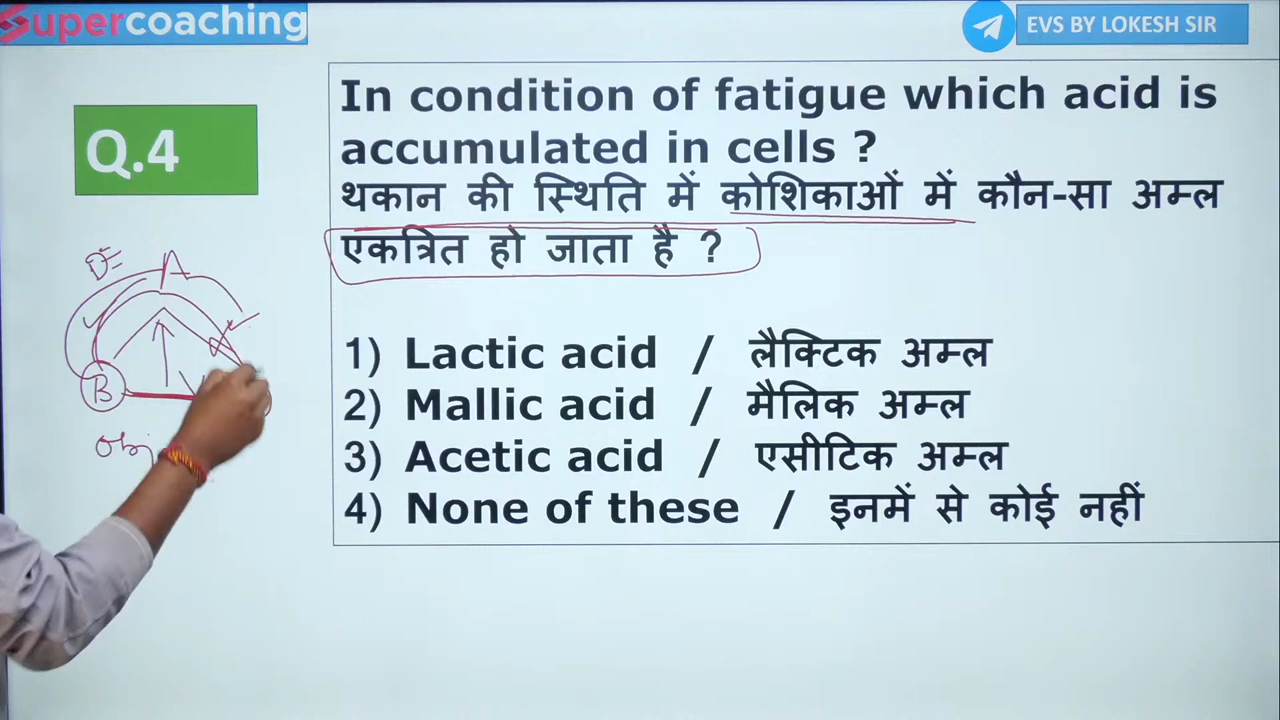 Supercoaching
EVS BY LOKESH SIR
Q.4
In condition of fatigue which acid is
accumulated in cells ?
थकान की स्थिति में कोशिकाओं में कौन-सा अम्ल
एकत्रित हो जाता है ?
1) Lactic acid / लैक्टिक अम्ल
2) Mallic acid / मैलिक अम्ल
3) Acetic acid / एसीटिक अम्ल
4) None of these / इनमें से कोई नहीं
A
B
Obj